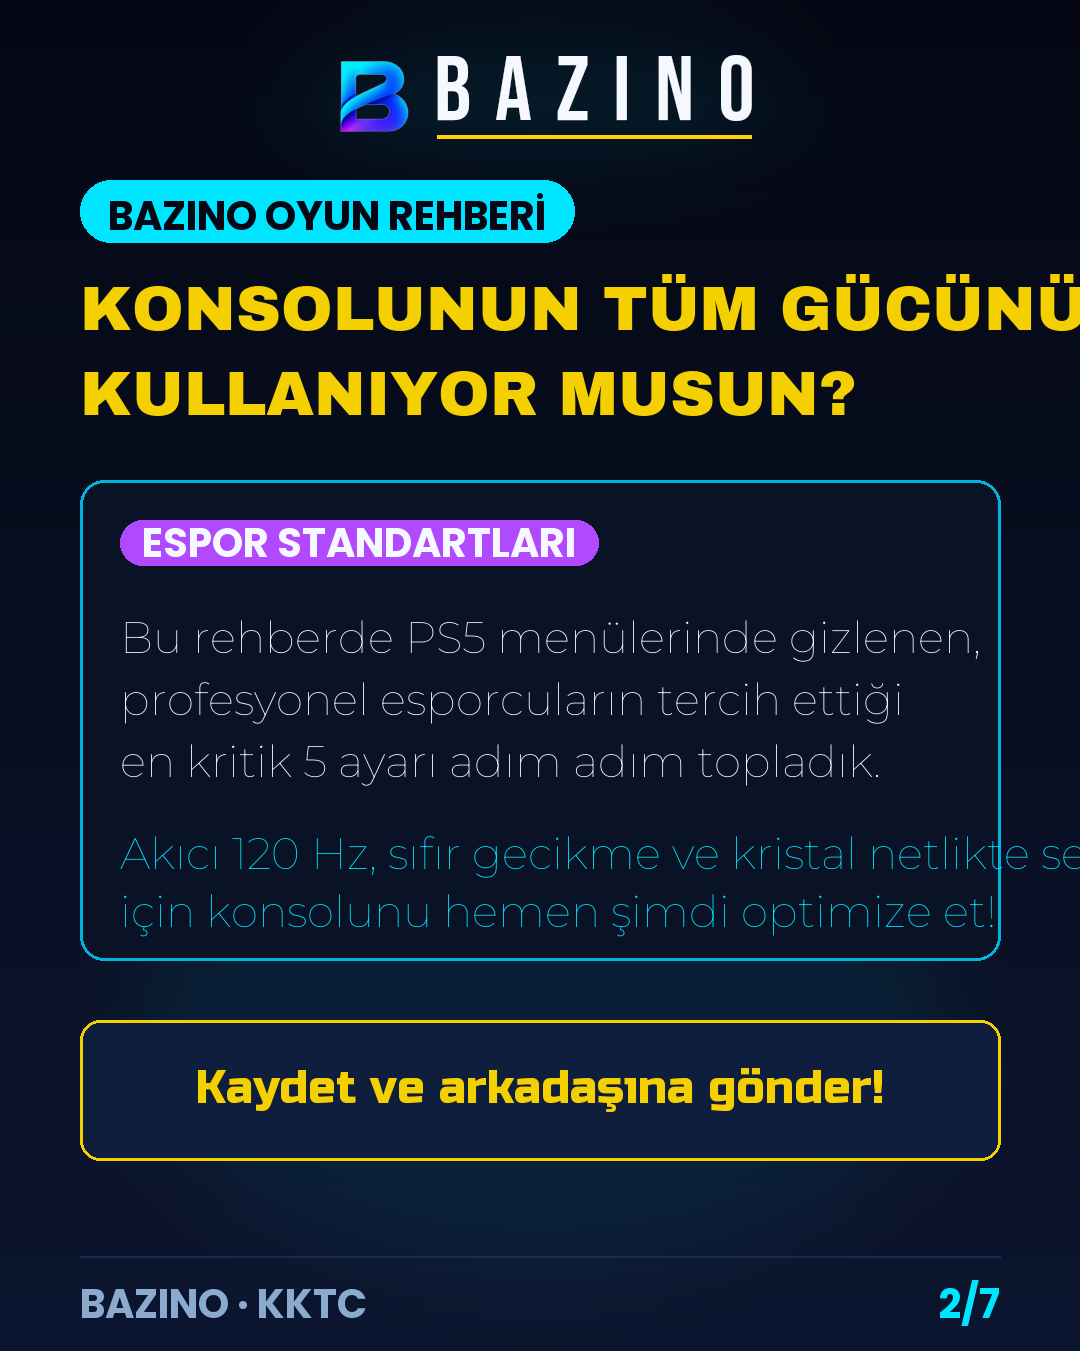 BAZINO
BAZINO OYUN REHBERİ
KONSOLUNUN TÜM GÜCÜNÜ
KULLANIYOR MUSUN?
ESPOR STANDARTLARI
Bu rehberde PS5 menülerinde gizlenen,
profesyonel esporcuların tercih ettiği
en kritik 5 ayarı adım adım topladık.
Akıcı 120 Hz, sıfır gecikme ve kristal netlikte se
için konsolunu hemen şimdi optimize et!
Kaydet ve arkadaşına gönder!
BAZINO · KKTC
2/7